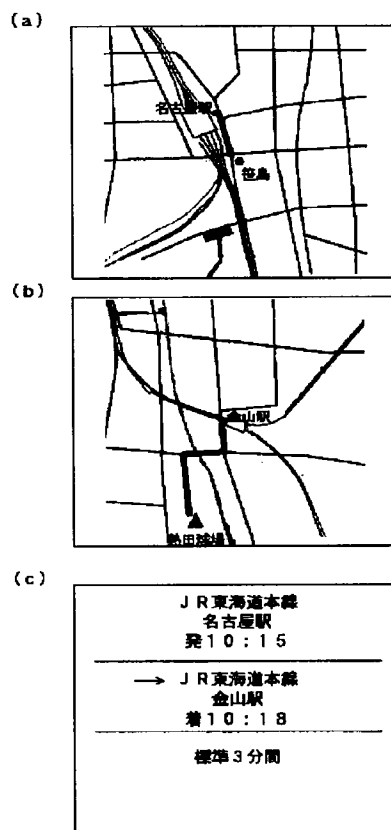 (a)
名古屋駅
笹島
(b)
金山駅
熱田球場
(c)
JR東海道本線
名古屋駅
発10:15
→ JR東海道本線
金山駅
着10:18
標準3分間